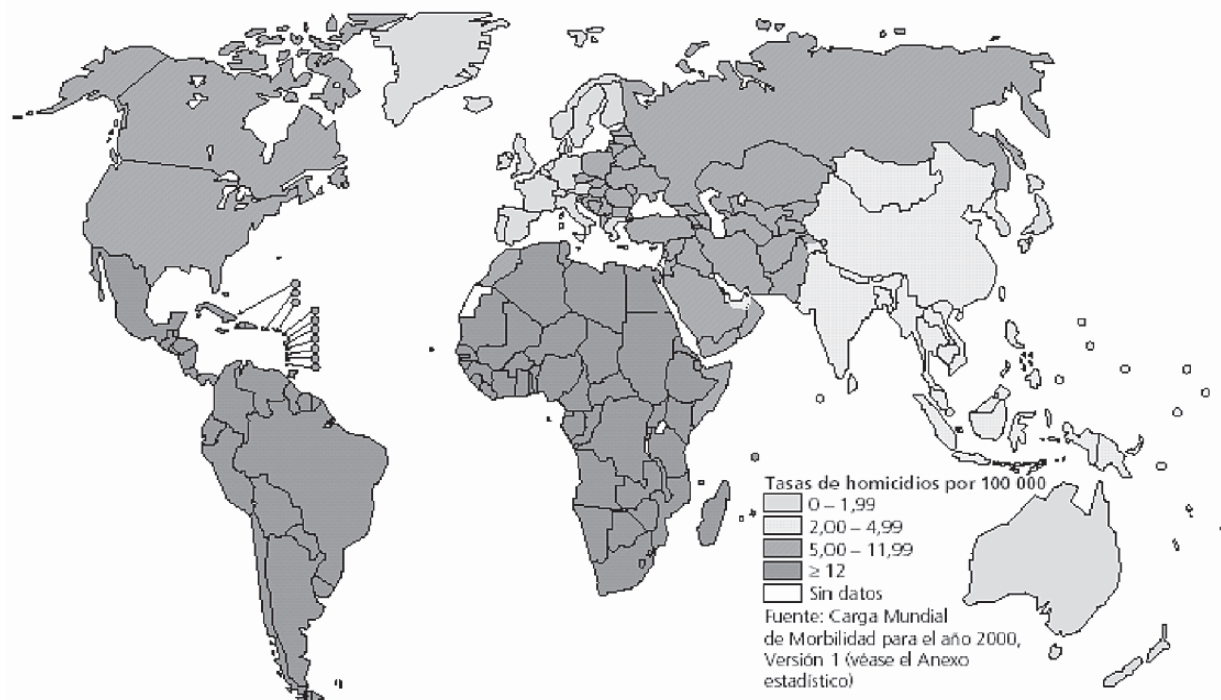 Tasas de homicidios por 100 000
0 – 1,99
2,00 – 4,99
5,00 – 11,99
≥ 12
Sin datos
Fuente: Carga Mundial
de Morbilidad para el año 2000,
Versión 1 (véase el Anexo
estadístico)